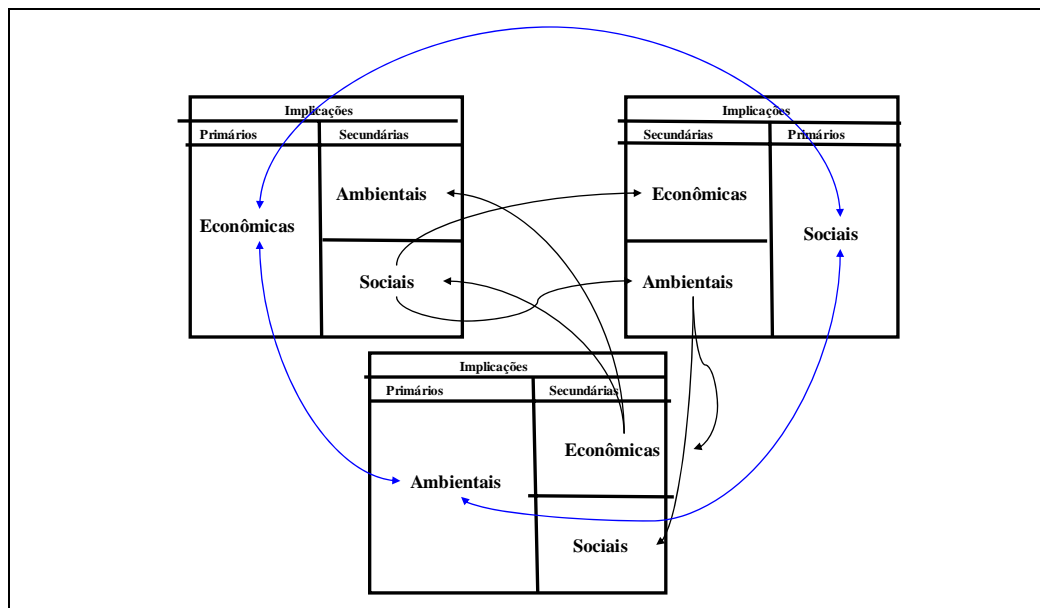 Implicações
Primários Secundárias
Ambientais
Econômicas
Sociais
Implicações
Secundárias Primários
Econômicas
Sociais
Ambientais
Implicações
Primários Secundárias
Econômicas
Ambientais
Sociais